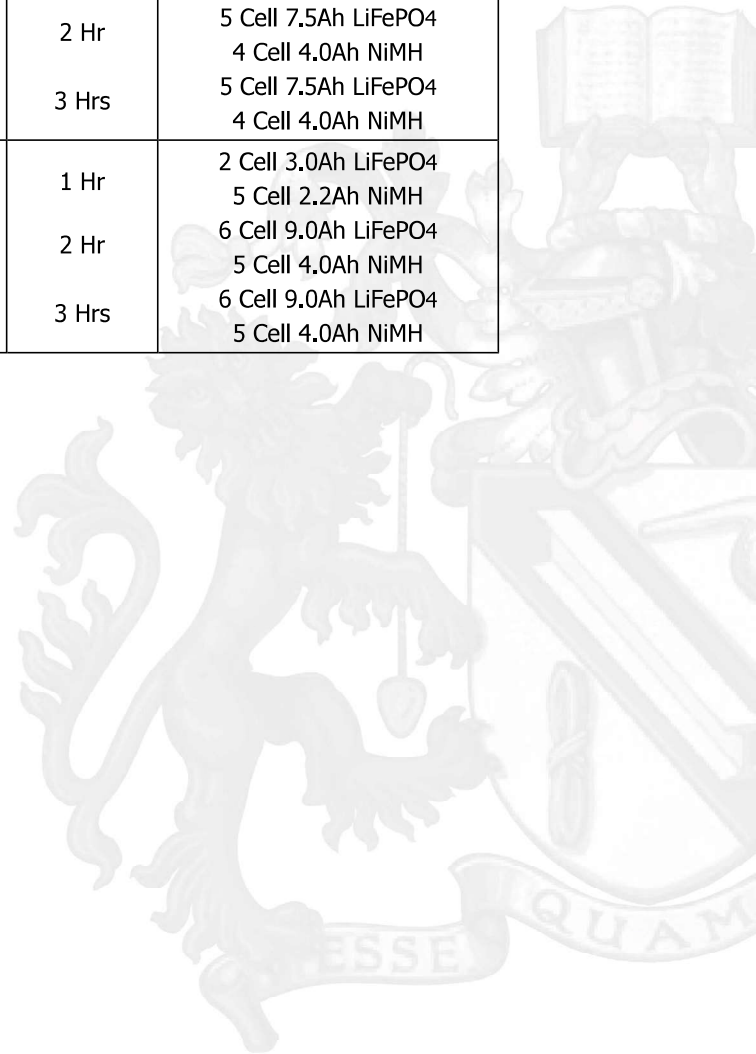 2 Hr
5 Cell 7.5Ah LiFePO4
4 Cell 4.0Ah NiMH
3 Hrs
5 Cell 7.5Ah LiFePO4
4 Cell 4.0Ah NiMH
1 Hr
2 Cell 3.0Ah LiFePO4
5 Cell 2.2Ah NiMH
2 Hr
6 Cell 9.0Ah LiFePO4
5 Cell 4.0Ah NiMH
3 Hrs
6 Cell 9.0Ah LiFePO4
5 Cell 4.0Ah NiMH
ESSE QUAM